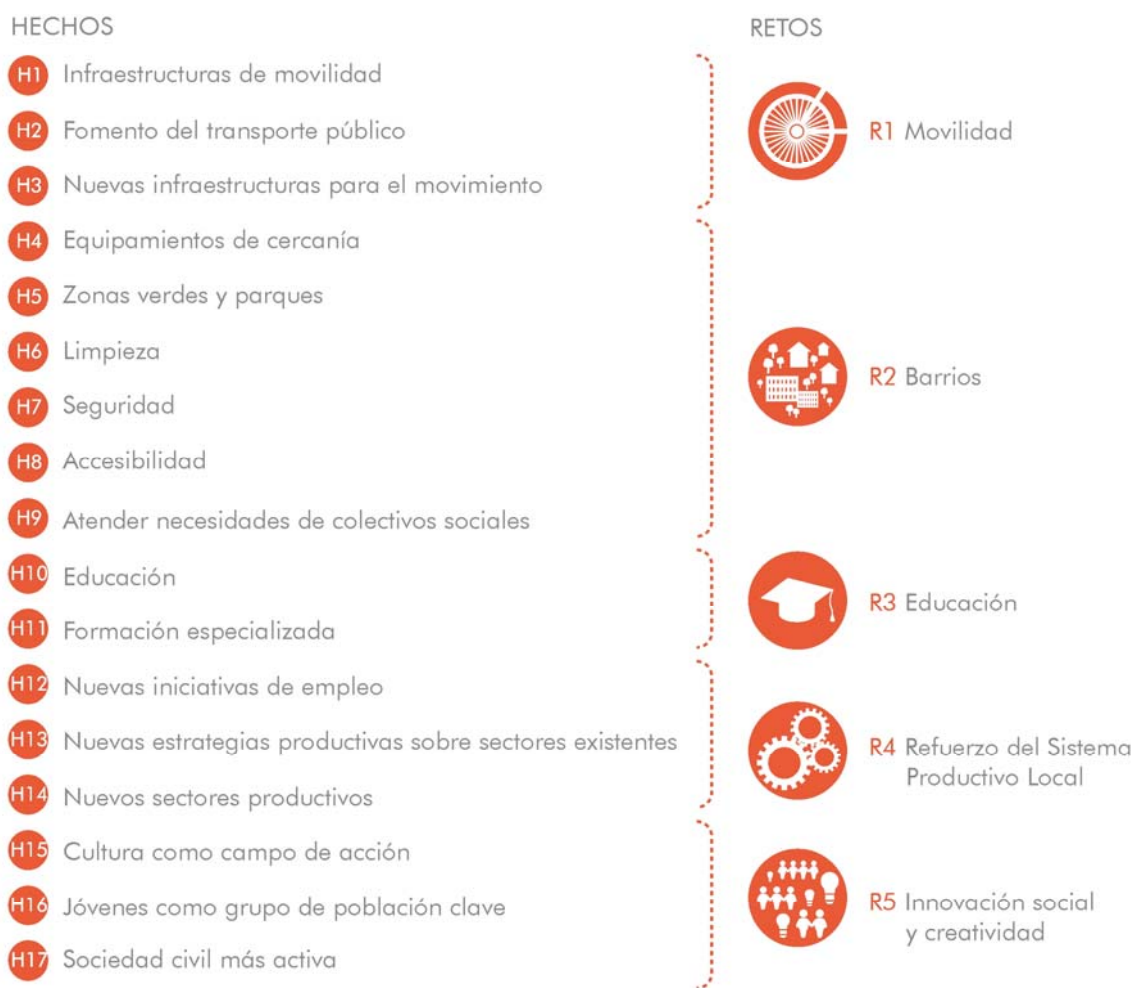 HECHOS
H1 Infraestructuras de movilidad
H2 Fomento del transporte público
H3 Nuevas infraestructuras para el movimiento
H4 Equipamientos de cercanía
H5 Zonas verdes y parques
H6 Limpieza
H7 Seguridad
H8 Accesibilidad
H9 Atender necesidades de colectivos sociales
H10 Educación
H11 Formación especializada
H12 Nuevas iniciativas de empleo
H13 Nuevas estrategias productivas sobre sectores existentes
H14 Nuevos sectores productivos
H15 Cultura como campo de acción
H16 Jóvenes como grupo de población clave
H17 Sociedad civil más activa
RETOS
R1 Movilidad
R2 Barrios
R3 Educación
R4 Refuerzo del Sistema
Productivo Local
R5 Innovación social
y creatividad